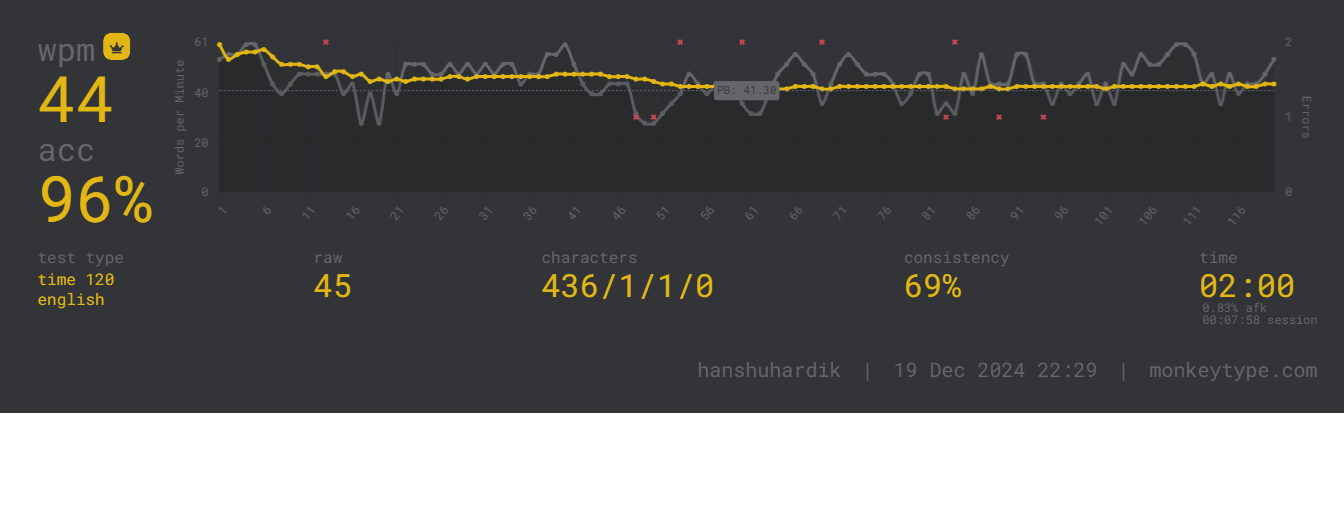 wpm
44
acc
96%
Words per Minute
61
40
20
0
PB: 41.30
2
1
0
Errors
1 6 11 16 21 26 31 36 41 46 51 56 61 66 71 76 81 86 91 96 101 106 111 116
test type
time 120
english
raw
45
characters
436/1/1/0
consistency
69%
time
02:00
0.83% afk
00:07:58 session
hanshuhardik | 19 Dec 2024 22:29 | monkeytype.com